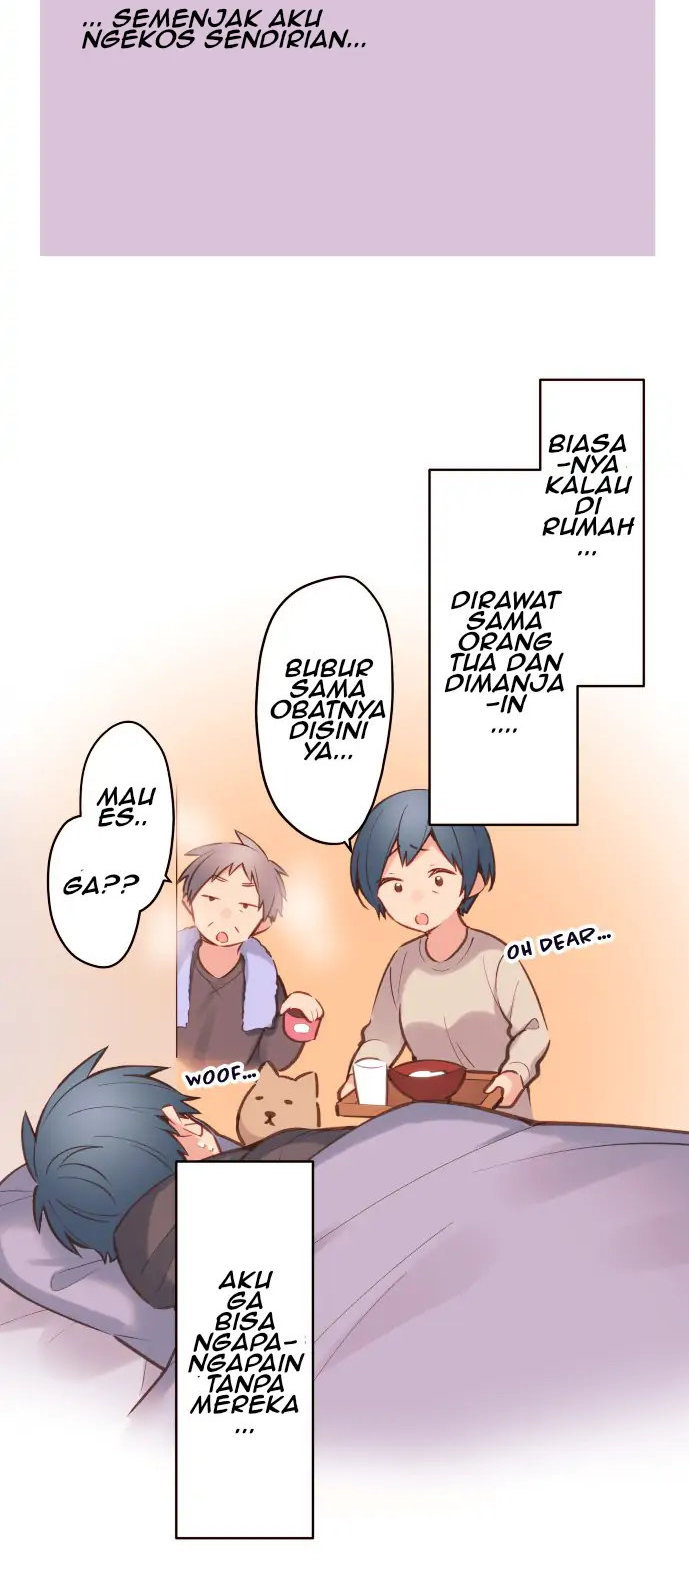 ... SEMENJAK AKU
NGEKOS SENDIRIAN...
BIASA
-NYA
KALAU
DI
RUMAH
...
DIRAWAT
SAMA
ORANG
TUA DAN
DIMANJA
-IN
....
BUBUR
SAMA
OBATNYA
DISINI
YA...
MAU
ES..
GA??
OH DEAR...
WOOF...
AKU
GA
BISA
NGAPA-
NGAPAIN
TANPA
MEREKA
...